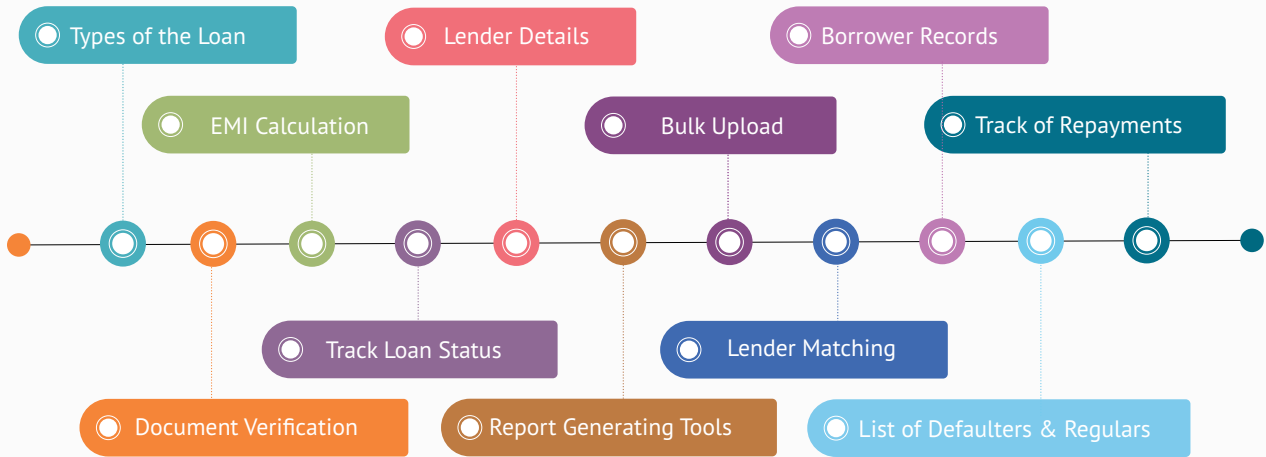 Types of the Loan
Lender Details
Borrower Records
EMI Calculation
Bulk Upload
Track of Repayments
Track Loan Status
Lender Matching
Document Verification
Report Generating Tools
List of Defaulters & Regulars